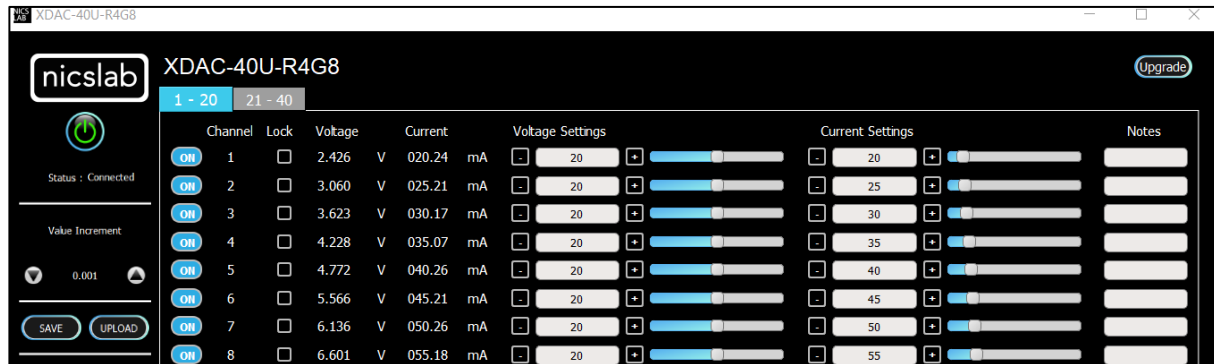 NICS LAB XDAC-40U-R4G8
nicslab XDAC-40U-R4G8 Upgrade
1 - 20 21 - 40
Channel Lock Voltage Current Voltage Settings Current Settings Notes
ON 1 2.426 V 020.24 mA - 20 + - 20 +
Status : Connected
ON 2 3.060 V 025.21 mA - 20 + - 25 +
ON 3 3.623 V 030.17 mA - 20 + - 30 +
Value Increment
ON 4 4.228 V 035.07 mA - 20 + - 35 +
0.001
ON 5 4.772 V 040.26 mA - 20 + - 40 +
ON 6 5.566 V 045.21 mA - 20 + - 45 +
SAVE UPLOAD
ON 7 6.136 V 050.26 mA - 20 + - 50 +
ON 8 6.601 V 055.18 mA - 20 + - 55 +